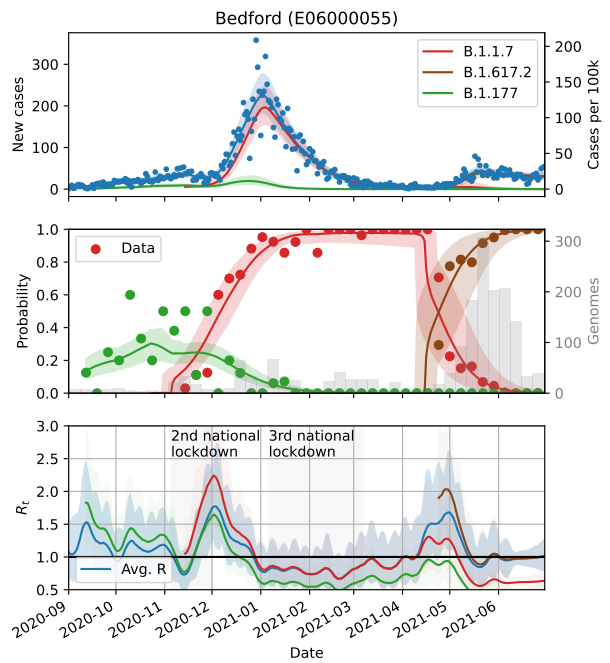 Bedford (E06000055)
New cases
300
200
100
0
B.1.1.7
B.1.617.2
B.1.177
200
150
100
50
0
Cases per 100k
Probability
1.0
0.8
0.6
0.4
0.2
0.0
Data
300
200
100
0
Genomes
R_t
3.0
2.5
2.0
1.5
1.0
0.5
2nd national
lockdown
3rd national
lockdown
Avg. R
2020-09
2020-10
2020-11
2020-12
2021-01
2021-02
2021-03
2021-04
2021-05
2021-06
Date